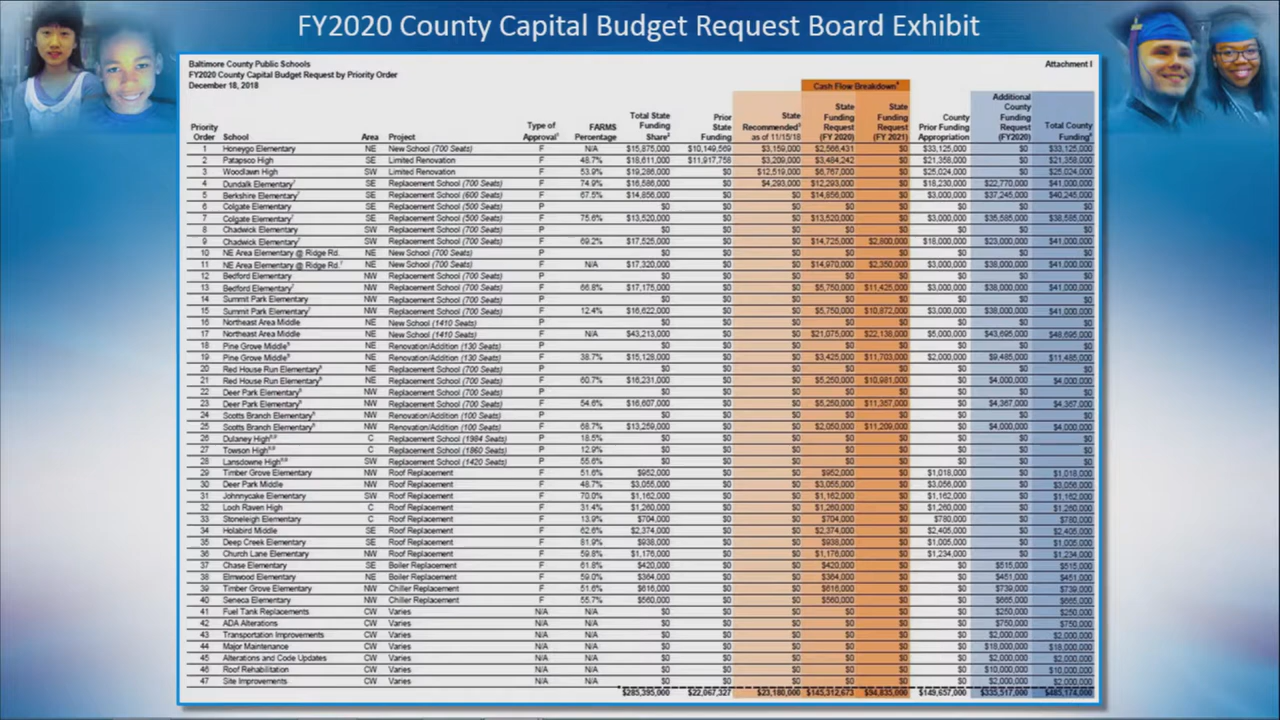 FY2020 County Capital Budget Request Board Exhibit
Baltimore County Public Schools Attachment I
FY2020 County Capital Budget Request by Priority Order
December 18, 2018
Cash Flow Breakdown⁴
Priority Order School Area Project Type of Approval¹ FARMS Percentage Total State Funding Share² Prior State Funding State Recommended³ as of 11/15/18 State Funding Request (FY 2020) State Funding Request (FY 2021) County Prior Funding Appropriation Additional County Funding Request (FY2020) Total County Funding
1 Honeygo Elementary NE New School (700 Seats) F N/A $15,875,000 $10,149,569 $3,159,000 $2,566,431 $0 $33,125,000 $0 $33,125,000
2 Patapsco High SE Limited Renovation F 48.7% $18,611,000 $11,917,758 $3,209,000 $3,484,242 $0 $21,358,000 $0 $21,358,000
3 Woodlawn High SW Limited Renovation F 53.9% $19,286,000 $0 $12,519,000 $6,767,000 $0 $25,024,000 $0 $25,024,000
4 Dundalk Elementary⁷ SE Replacement School (700 Seats) F 74.9% $16,586,000 $0 $4,293,000 $12,293,000 $0 $18,230,000 $22,770,000 $41,000,000
5 Berkshire Elementary⁷ SE Replacement School (600 Seats) F 67.5% $14,856,000 $0 $0 $14,856,000 $0 $3,000,000 $37,245,000 $40,245,000
6 Colgate Elementary SE Replacement School (500 Seats) P $0 $0 $0 $0 $0 $0 $0 $0
7 Colgate Elementary⁷ SE Replacement School (500 Seats) F 75.6% $13,520,000 $0 $0 $13,520,000 $0 $3,000,000 $35,585,000 $38,585,000
8 Chadwick Elementary SW Replacement School (700 Seats) P $0 $0 $0 $0 $0 $0 $0 $0
9 Chadwick Elementary⁷ SW Replacement School (700 Seats) F 69.2% $17,525,000 $0 $0 $14,725,000 $2,800,000 $18,000,000 $23,000,000 $41,000,000
10 NE Area Elementary @ Ridge Rd. NE New School (700 Seats) P $0 $0 $0 $0 $0 $0 $0 $0
11 NE Area Elementary @ Ridge Rd.⁷ NE New School (700 Seats) F N/A $17,320,000 $0 $0 $14,970,000 $2,350,000 $3,000,000 $38,000,000 $41,000,000
12 Bedford Elementary NW Replacement School (700 Seats) P $0 $0 $0 $0 $0 $0 $0 $0
13 Bedford Elementary⁷ NW Replacement School (700 Seats) F 66.8% $17,175,000 $0 $0 $5,750,000 $11,425,000 $3,000,000 $38,000,000 $41,000,000
14 Summit Park Elementary NW Replacement School (700 Seats) P $0 $0 $0 $0 $0 $0 $0 $0
15 Summit Park Elementary⁷ NW Replacement School (700 Seats) F 12.4% $16,622,000 $0 $0 $5,750,000 $10,872,000 $3,000,000 $38,000,000 $41,000,000
16 Northeast Area Middle NE New School (1410 Seats) P $0 $0 $0 $0 $0 $0 $0 $0
17 Northeast Area Middle NE New School (1410 Seats) F N/A $43,213,000 $0 $0 $21,075,000 $22,138,000 $5,000,000 $43,695,000 $48,695,000
18 Pine Grove Middle NE Renovation/Addition (130 Seats) P $0 $0 $0 $0 $0 $0 $0 $0
19 Pine Grove Middle NE Renovation/Addition (130 Seats) F 38.7% $15,128,000 $0 $0 $3,425,000 $11,703,000 $2,000,000 $9,485,000 $11,485,000
20 Red House Run Elementary NE Replacement School (700 Seats) P $0 $0 $0 $0 $0 $0 $0 $0
21 Red House Run Elementary NE Replacement School (700 Seats) F 60.7% $16,231,000 $0 $0 $5,250,000 $10,981,000 $0 $4,000,000 $4,000,000
22 Deer Park Elementary NW Replacement School (700 Seats) P $0 $0 $0 $0 $0 $0 $0 $0
23 Deer Park Elementary NW Replacement School (700 Seats) F 54.6% $16,607,000 $0 $0 $5,250,000 $11,357,000 $0 $4,367,000 $4,367,000
24 Scotts Branch Elementary NW Renovation/Addition (100 Seats) P $0 $0 $0 $0 $0 $0 $0 $0
25 Scotts Branch Elementary NW Renovation/Addition (100 Seats) F 68.7% $13,259,000 $0 $0 $2,050,000 $11,209,000 $0 $4,000,000 $4,000,000
26 Dulaney High C Replacement School (1984 Seats) P 18.5% $0 $0 $0 $0 $0 $0 $0 $0
27 Towson High C Replacement School (1860 Seats) P 12.9% $0 $0 $0 $0 $0 $0 $0 $0
28 Lansdowne High SW Replacement School (1420 Seats) P 55.6% $0 $0 $0 $0 $0 $0 $0 $0
29 Timber Grove Elementary NW Roof Replacement F 51.6% $952,000 $0 $0 $952,000 $0 $1,018,000 $0 $1,018,000
30 Deer Park Middle NW Roof Replacement F 48.7% $3,055,000 $0 $0 $3,055,000 $0 $3,056,000 $0 $3,056,000
31 Johnnycake Elementary SW Roof Replacement F 70.0% $1,162,000 $0 $0 $1,162,000 $0 $1,162,000 $0 $1,162,000
32 Loch Raven High C Roof Replacement F 31.4% $1,260,000 $0 $0 $1,260,000 $0 $1,260,000 $0 $1,260,000
33 Stoneleigh Elementary C Roof Replacement F 13.9% $704,000 $0 $0 $704,000 $0 $780,000 $0 $780,000
34 Holabird Middle SE Roof Replacement F 62.6% $2,374,000 $0 $0 $2,374,000 $0 $2,405,000 $0 $2,405,000
35 Deep Creek Elementary SE Roof Replacement F 81.9% $938,000 $0 $0 $938,000 $0 $1,005,000 $0 $1,005,000
36 Church Lane Elementary NW Roof Replacement F 59.8% $1,176,000 $0 $0 $1,176,000 $0 $1,234,000 $0 $1,234,000
37 Chase Elementary SE Boiler Replacement F 61.8% $420,000 $0 $0 $420,000 $0 $0 $515,000 $515,000
38 Elmwood Elementary NE Boiler Replacement F 59.0% $364,000 $0 $0 $364,000 $0 $0 $451,000 $451,000
39 Timber Grove Elementary NW Chiller Replacement F 51.6% $616,000 $0 $0 $616,000 $0 $0 $739,000 $739,000
40 Seneca Elementary NW Chiller Replacement F 55.7% $560,000 $0 $0 $560,000 $0 $0 $665,000 $665,000
41 Fuel Tank Replacements CW Varies N/A N/A $0 $0 $0 $0 $0 $0 $250,000 $250,000
42 ADA Alterations CW Varies N/A N/A $0 $0 $0 $0 $0 $0 $750,000 $750,000
43 Transportation Improvements CW Varies N/A N/A $0 $0 $0 $0 $0 $0 $2,000,000 $2,000,000
44 Major Maintenance CW Varies N/A N/A $0 $0 $0 $0 $0 $0 $18,000,000 $18,000,000
45 Alterations and Code Updates CW Varies N/A N/A $0 $0 $0 $0 $0 $0 $2,000,000 $2,000,000
46 Roof Rehabilitation CW Varies N/A N/A $0 $0 $0 $0 $0 $0 $10,000,000 $10,000,000
47 Site Improvements CW Varies N/A N/A $0 $0 $0 $0 $0 $0 $2,000,000 $2,000,000
$285,395,000 $22,067,327 $23,180,000 $145,312,673 $94,835,000 $149,657,000 $335,517,000 $485,174,000